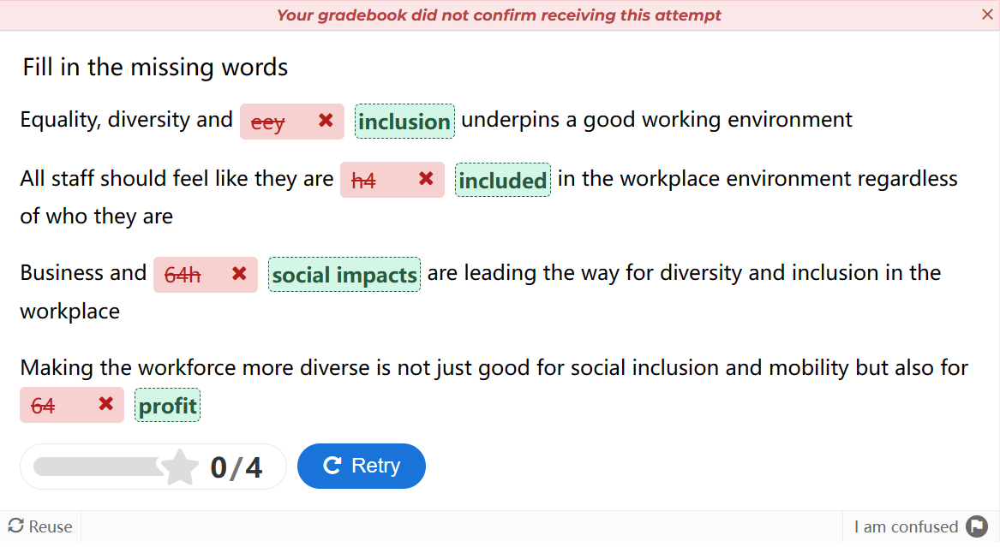 Your gradebook did not confirm receiving this attempt
Fill in the missing words
Equality, diversity and eey ✖ inclusion underpins a good working environment
All staff should feel like they are h4 ✖ included in the workplace environment regardless
of who they are
Business and 64h ✖ social impacts are leading the way for diversity and inclusion in the
workplace
Making the workforce more diverse is not just good for social inclusion and mobility but also for
64 ✖ profit
0/4 Retry
Reuse I am confused